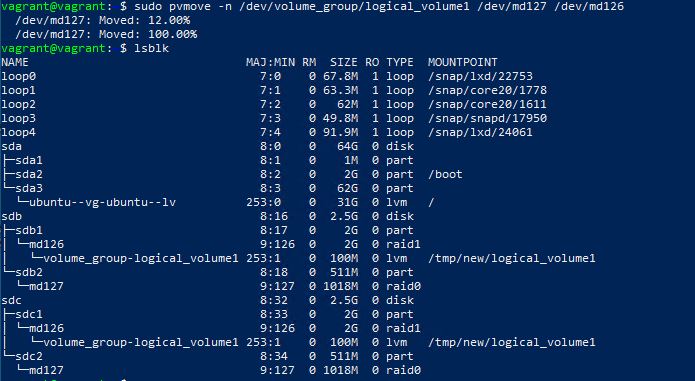 vagrant@vagrant: $ sudo pvmove -n /dev/volume_group/logical_volume1 /dev/md127 /dev/md126
  /dev/md127: Moved: 12.00%
  /dev/md127: Moved: 100.00%
vagrant@vagrant: $ lsblk
NAME                                MAJ:MIN RM  SIZE RO TYPE  MOUNTPOINT
loop0                                 7:0    0 67.8M  1 loop  /snap/lxd/22753
loop1                                 7:1    0 63.3M  1 loop  /snap/core20/1778
loop2                                 7:2    0   62M  1 loop  /snap/core20/1611
loop3                                 7:3    0 49.8M  1 loop  /snap/snapd/17950
loop4                                 7:4    0 91.9M  1 loop  /snap/lxd/24061
sda                                   8:0    0   64G  0 disk
├─sda1                                8:1    0    1M  0 part
├─sda2                                8:2    0    2G  0 part  /boot
└─sda3                                8:3    0   62G  0 part
  └─ubuntu--vg-ubuntu--lv           253:0    0   31G  0 lvm   /
sdb                                   8:16   0  2.5G  0 disk
├─sdb1                                8:17   0    2G  0 part
│ └─md126                             9:126  0    2G  0 raid1
│   └─volume_group-logical_volume1  253:1    0  100M  0 lvm   /tmp/new/logical_volume1
└─sdb2                                8:18   0  511M  0 part
  └─md127                             9:127  0 1018M  0 raid0
sdc                                   8:32   0  2.5G  0 disk
├─sdc1                                8:33   0    2G  0 part
│ └─md126                             9:126  0    2G  0 raid1
│   └─volume_group-logical_volume1  253:1    0  100M  0 lvm   /tmp/new/logical_volume1
└─sdc2                                8:34   0  511M  0 part
  └─md127                             9:127  0 1018M  0 raid0